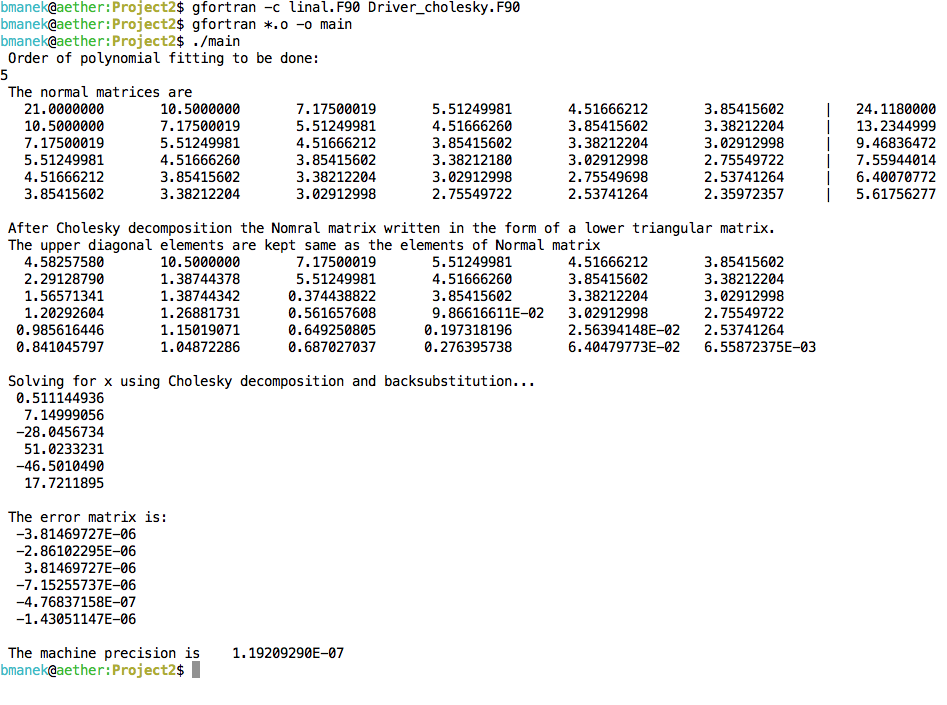 bmanek@aether:Project2$ gfortran -c linal.F90 Driver_cholesky.F90
bmanek@aether:Project2$ gfortran *.o -o main
bmanek@aether:Project2$ ./main
Order of polynomial fitting to be done:
5
The normal matrices are
21.0000000 10.5000000 7.17500019 5.51249981 4.51666212 3.85415602 | 24.1180000
10.5000000 7.17500019 5.51249981 4.51666260 3.85415602 3.38212204 | 13.2344999
7.17500019 5.51249981 4.51666212 3.85415602 3.38212204 3.02912998 | 9.46836472
5.51249981 4.51666260 3.85415602 3.38212180 3.02912998 2.75549722 | 7.55944014
4.51666212 3.85415602 3.38212204 3.02912998 2.75549698 2.53741264 | 6.40070772
3.85415602 3.38212204 3.02912998 2.75549722 2.53741264 2.35972357 | 5.61756277
After Cholesky decomposition the Nomral matrix written in the form of a lower triangular matrix.
The upper diagonal elements are kept same as the elements of Normal matrix
4.58257580 10.5000000 7.17500019 5.51249981 4.51666212 3.85415602
2.29128790 1.38744378 5.51249981 4.51666260 3.85415602 3.38212204
1.56571341 1.38744342 0.374438822 3.85415602 3.38212204 3.02912998
1.20292604 1.26881731 0.561657608 9.86616611E-02 3.02912998 2.75549722
0.985616446 1.15019071 0.649250805 0.197318196 2.56394148E-02 2.53741264
0.841045797 1.04872286 0.687027037 0.276395738 6.40479773E-02 6.55872375E-03
Solving for x using Cholesky decomposition and backsubstitution...
0.511144936
7.14999056
-28.0456734
51.0233231
-46.5010490
17.7211895
The error matrix is:
-3.81469727E-06
-2.86102295E-06
3.81469727E-06
-7.15255737E-06
-4.76837158E-07
-1.43051147E-06
The machine precision is 1.19209290E-07
bmanek@aether:Project2$